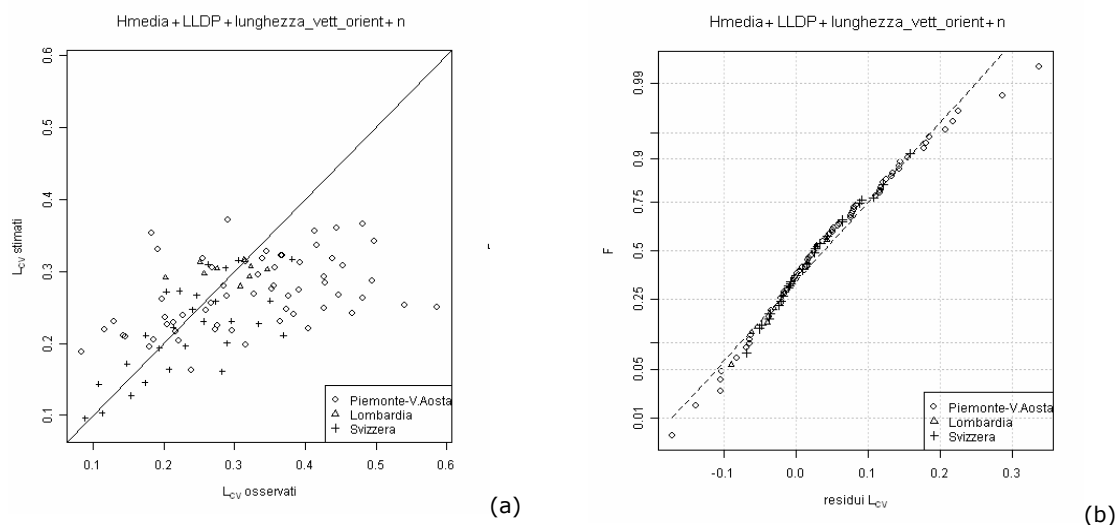 Hmedia + LLDP + lunghezza_vett_orient + n
0.6
0.5
0.4
0.3
0.2
0.1
L_CV stimati
0.1 0.2 0.3 0.4 0.5 0.6
L_CV osservati
Piemonte-V.Aosta
Lombardia
Svizzera
(a)
Hmedia + LLDP + lunghezza_vett_orient + n
0.99
0.9
0.75
0.5
0.25
0.05
0.01
F
-0.1 0.0 0.1 0.2 0.3
residui L_CV
Piemonte-V.Aosta
Lombardia
Svizzera
(b)